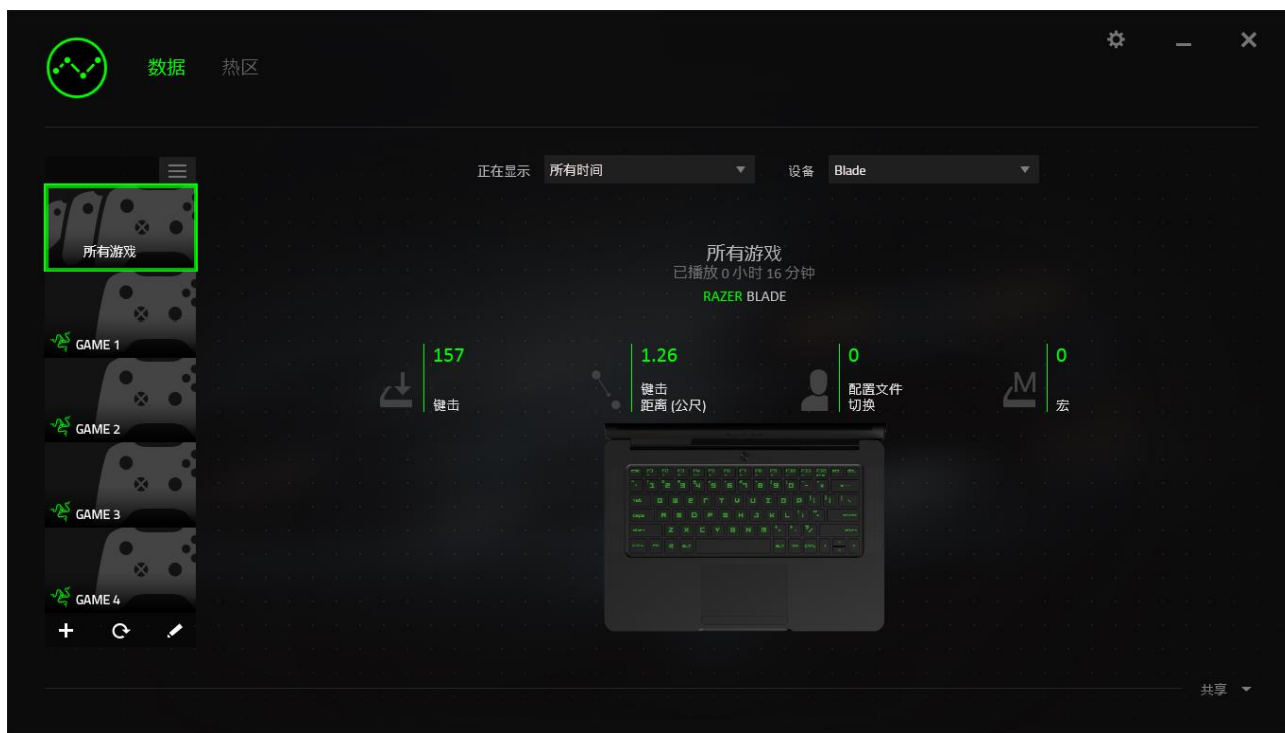 数据 热区
正在显示 所有时间 设备 Blade
所有游戏
已播放 0 小时 16 分钟
RAZER BLADE
所有游戏
GAME 1
GAME 2
GAME 3
GAME 4
157
键击
1.26
键击
距离 (公尺)
0
配置文件
切换
M
0
宏
共享